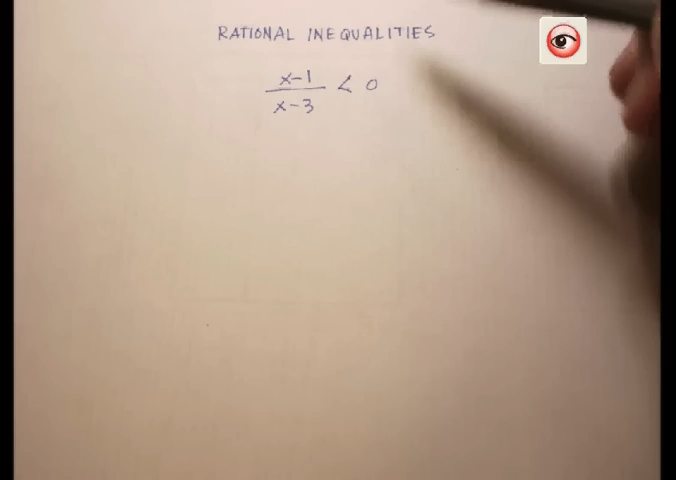 RATIONAL INEQUALITIES
x-1
――― < 0
x-3